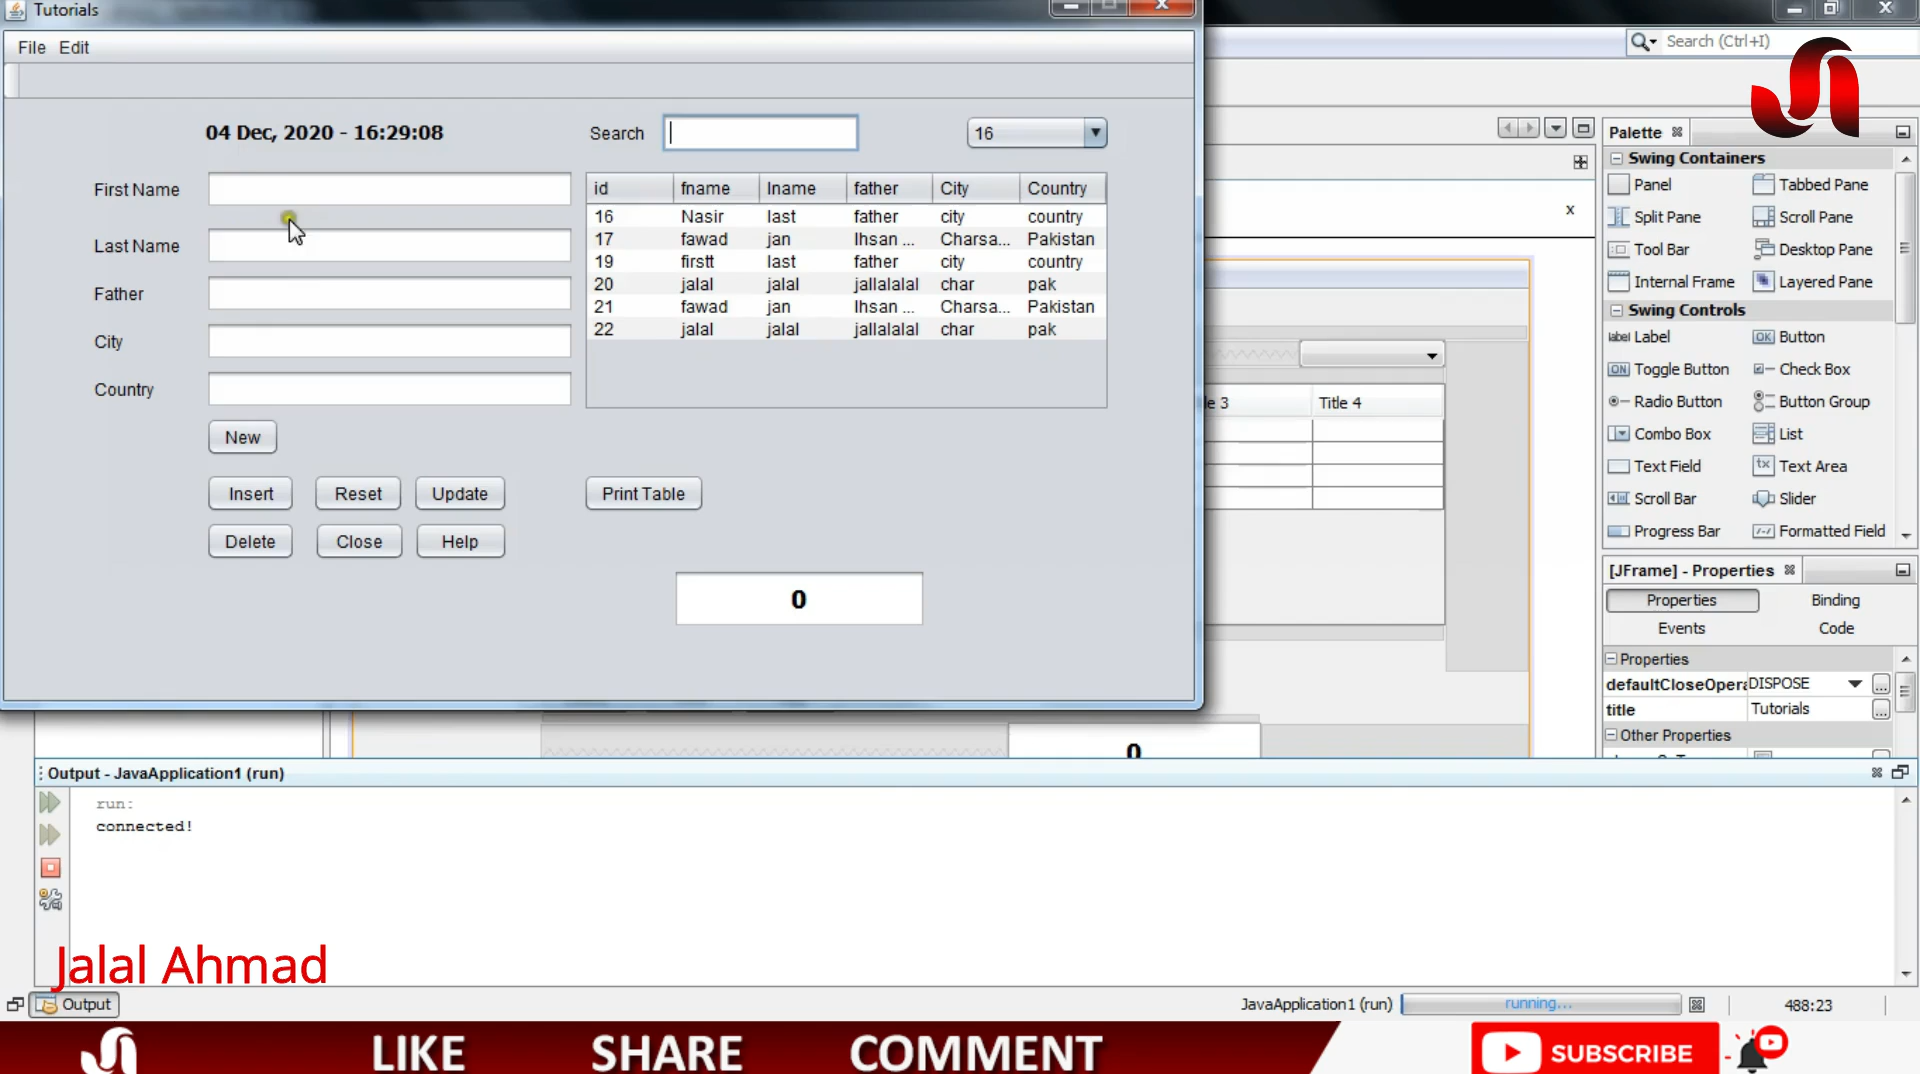 Tutorials
File Edit
Search (Ctrl+I)
04 Dec, 2020 - 16:29:08
Search
16
First Name
Last Name
Father
City
Country
id fname lname father City Country
16 Nasir last father city country
17 fawad jan Ihsan ... Charsa... Pakistan
19 firstt last father city country
20 jalal jalal jallalalal char pak
21 fawad jan Ihsan ... Charsa... Pakistan
22 jalal jalal jallalalal char pak
New
Insert Reset Update Print Table
Delete Close Help
0
x
le 3 Title 4
0
Palette
Swing Containers
Panel Tabbed Pane
Split Pane Scroll Pane
Tool Bar Desktop Pane
Internal Frame Layered Pane
Swing Controls
label Label OK Button
ON Toggle Button Check Box
Radio Button Button Group
Combo Box List
Text Field tx Text Area
Scroll Bar Slider
Progress Bar Formatted Field
[JFrame] - Properties
Properties Binding
Events Code
Properties
defaultCloseOpera DISPOSE ...
title Tutorials ...
Other Properties
Output - JavaApplication1 (run)
run:
connected!
Jalal Ahmad
Output
JavaApplication1 (run) running... 488:23
LIKE SHARE COMMENT SUBSCRIBE